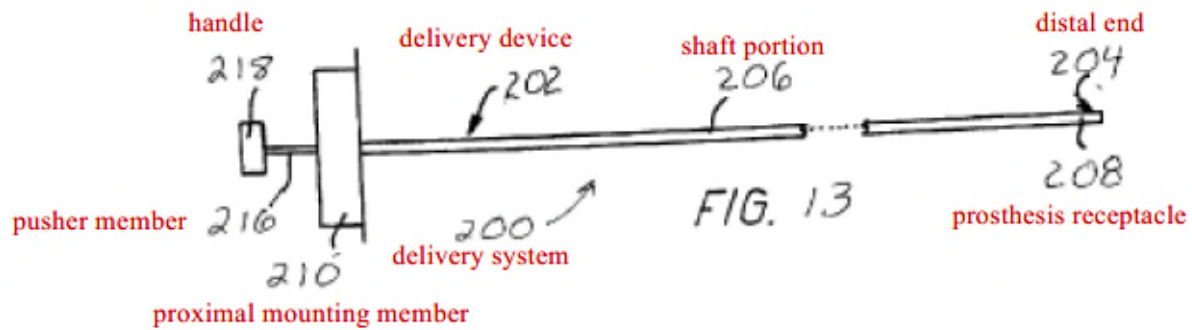 handle
delivery device
shaft portion
distal end
218
202
206
204
pusher member
216
200
FIG. 13
208
prosthesis receptacle
210
delivery system
proximal mounting member